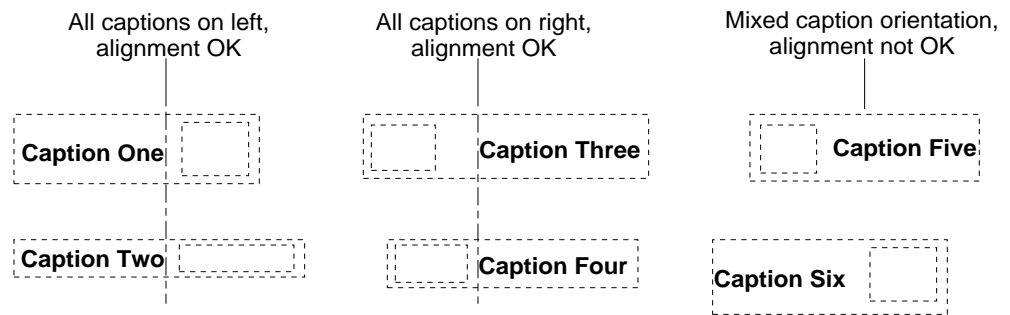 All captions on left,
alignment OK
All captions on right,
alignment OK
Mixed caption orientation,
alignment not OK
Caption One
Caption Three
Caption Five
Caption Two
Caption Four
Caption Six